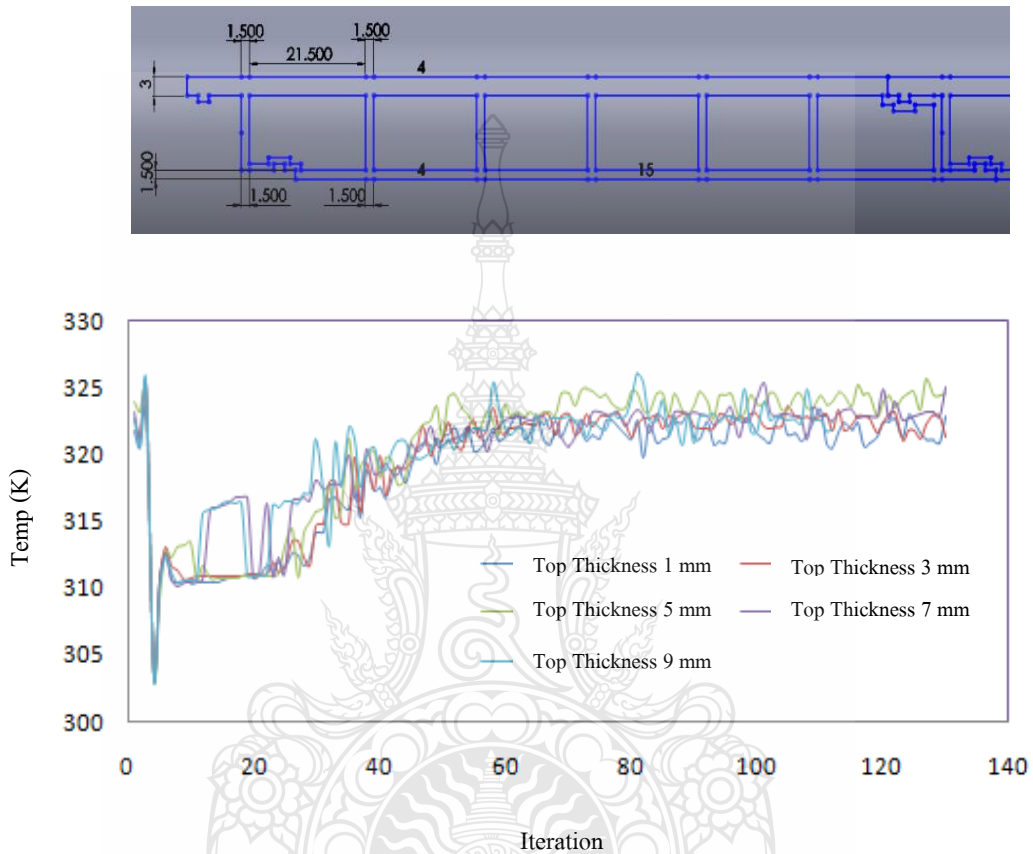 1.500 1.500
21.500
4
3
1.500
4 15
1.500 1.500
330
325
320
315
310
305
300
Temp (K)
Top Thickness 1 mm Top Thickness 3 mm
Top Thickness 5 mm Top Thickness 7 mm
Top Thickness 9 mm
0 20 40 60 80 100 120 140
Iteration